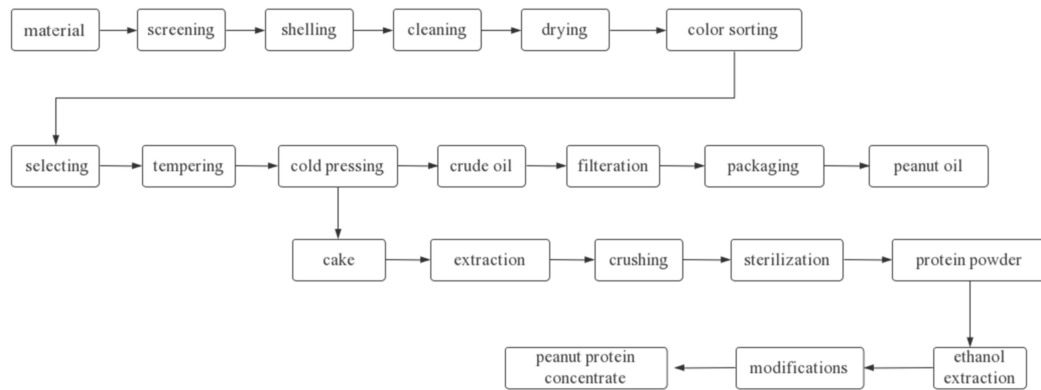 material
screening
shelling
cleaning
drying
color sorting
selecting
tempering
cold pressing
crude oil
filteration
packaging
peanut oil
cake
extraction
crushing
sterilization
protein powder
peanut protein
concentrate
modifications
ethanol
extraction